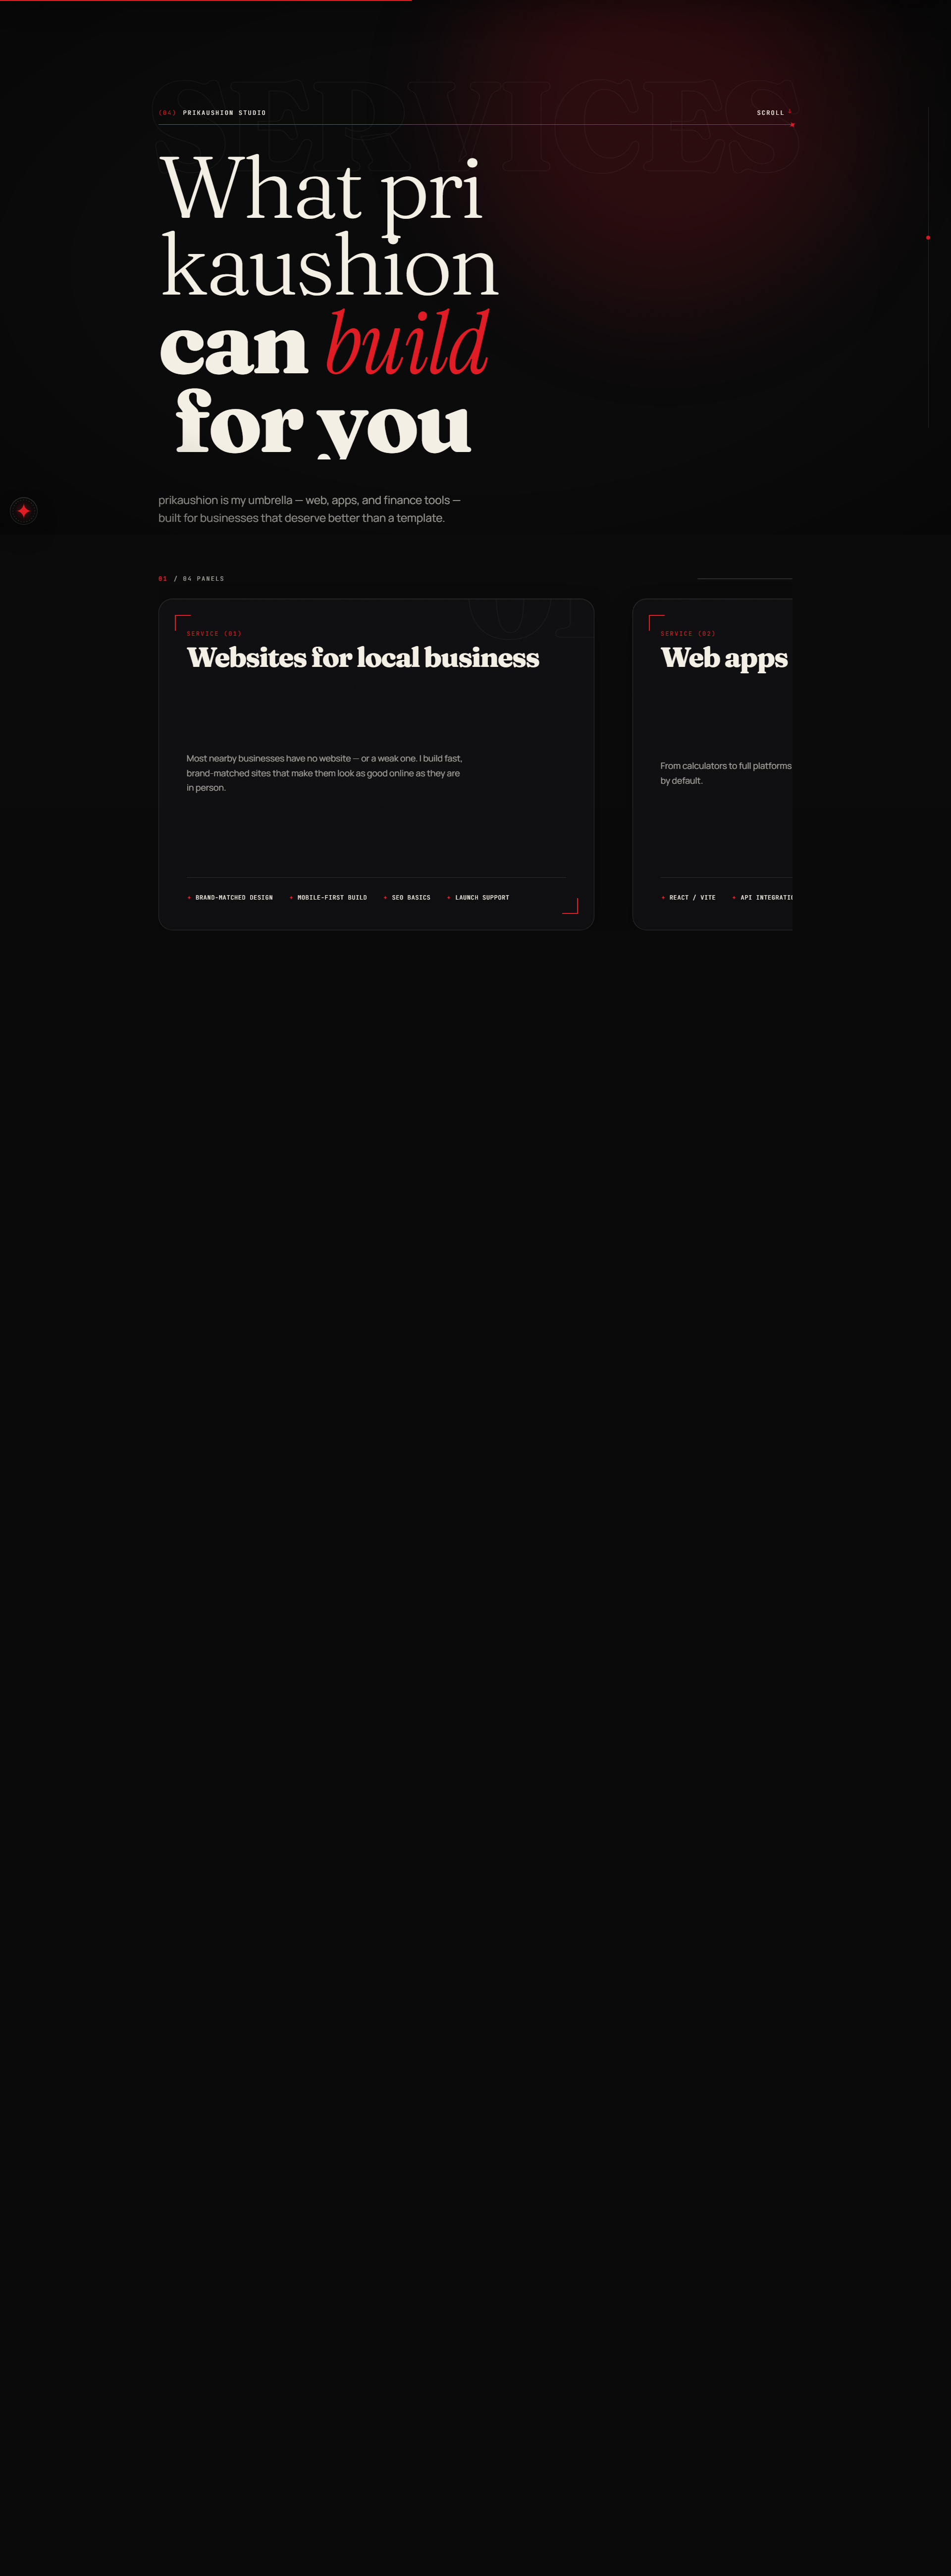 SERVICES
(04) PRIKAUSHION STUDIO
SCROLL ↓
What pri
kaushion
can build
for you
prikaushion is my umbrella — web, apps, and finance tools —
built for businesses that deserve better than a template.
01 / 04 PANELS
01
SERVICE (01)
Websites for local business
Most nearby businesses have no website — or a weak one. I build fast,
brand-matched sites that make them look as good online as they are
in person.
✦ BRAND-MATCHED DESIGN ✦ MOBILE-FIRST BUILD ✦ SEO BASICS ✦ LAUNCH SUPPORT
SERVICE (02)
Web apps
From calculators to full platforms
by default.
✦ REACT / VITE ✦ API INTEGRATIO